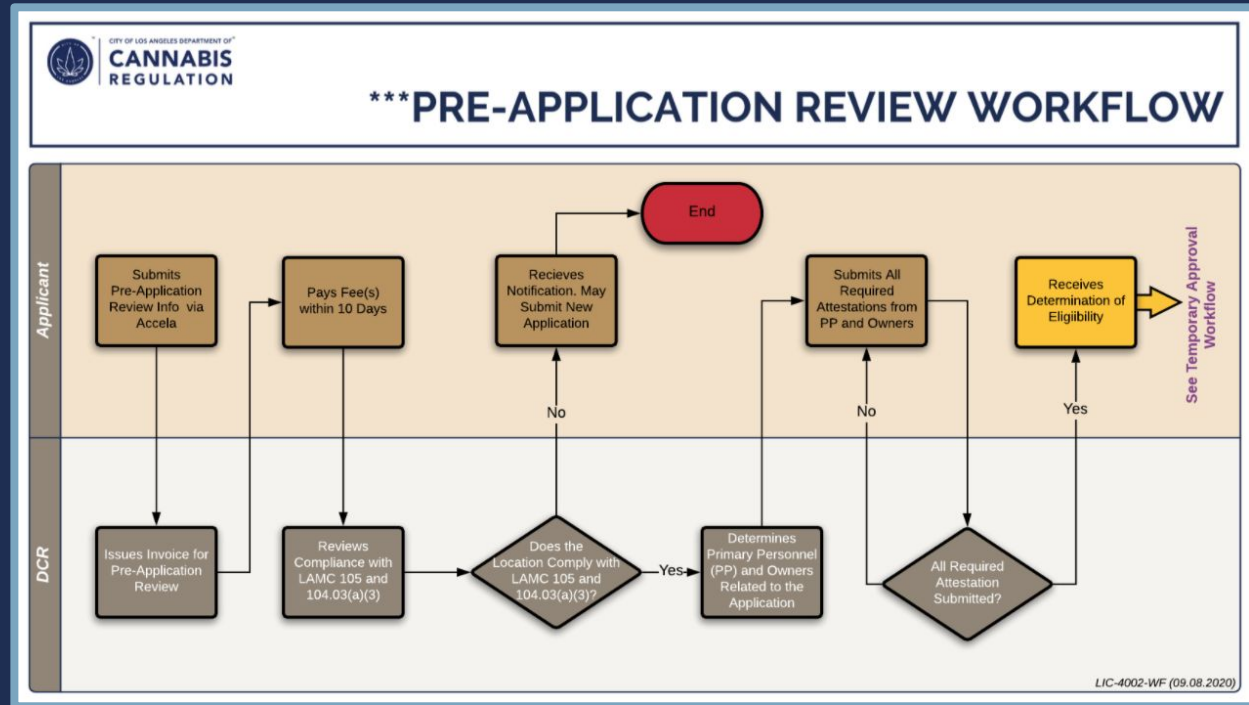 CITY OF LOS ANGELES DEPARTMENT OF
CANNABIS
REGULATION
***PRE-APPLICATION REVIEW WORKFLOW
Applicant
Submits
Pre-Application
Review Info via
Accela
Pays Fee(s)
within 10 Days
Recieves
Notification. May
Submit New
Application
End
Submits All
Required
Attestations from
PP and Owners
Receives
Determination of
Eligiibility
See Temporary Approval
Workflow
No
No
Yes
DCR
Issues Invoice for
Pre-Application
Review
Reviews
Compliance with
LAMC 105 and
104.03(a)(3)
Does the
Location Comply with
LAMC 105 and
104.03(a)(3)?
Yes
Determines
Primary Personnel
(PP) and Owners
Related to the
Application
All Required
Attestation
Submitted?
LIC-4002-WF (09.08.2020)